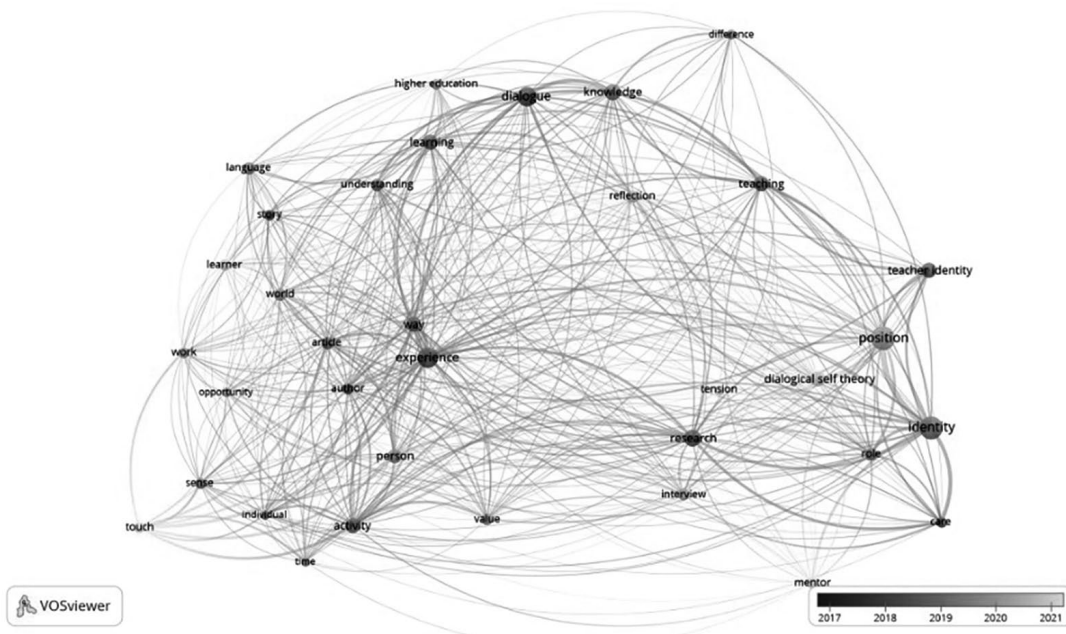 difference
higher education
dialogue
knowledge
learning
language
understanding
teaching
reflection
story
learner
teacher identity
world
way
position
article
work
experience
dialogical self theory
author
tension
opportunity
identity
research
role
person
sense
interview
individual
value
care
activity
touch
time
mentor
VOSviewer
2017 2018 2019 2020 2021